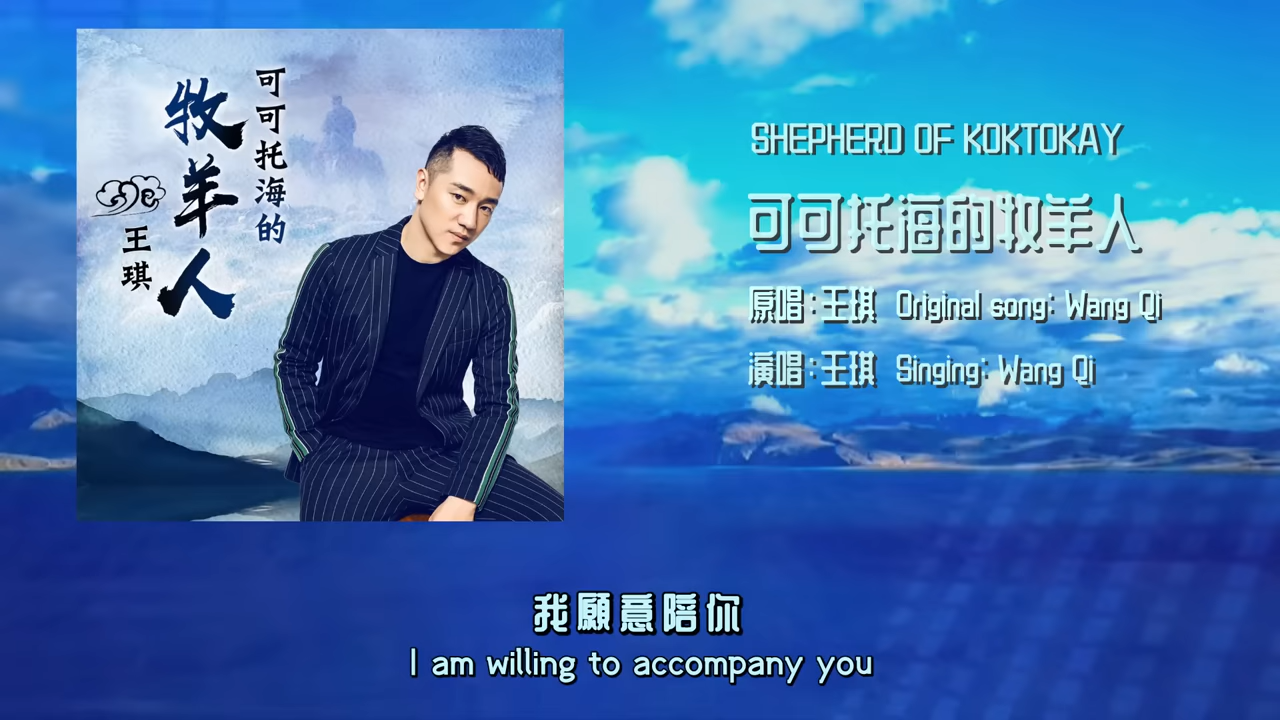 可可托海的
牧羊人
王琪
SHEPHERD OF KOKTOKAY
可可托海的牧羊人
原唱:王琪 Original song: Wang Qi
演唱:王琪 Singing: Wang Qi
我愿意陪你
I am willing to accompany you